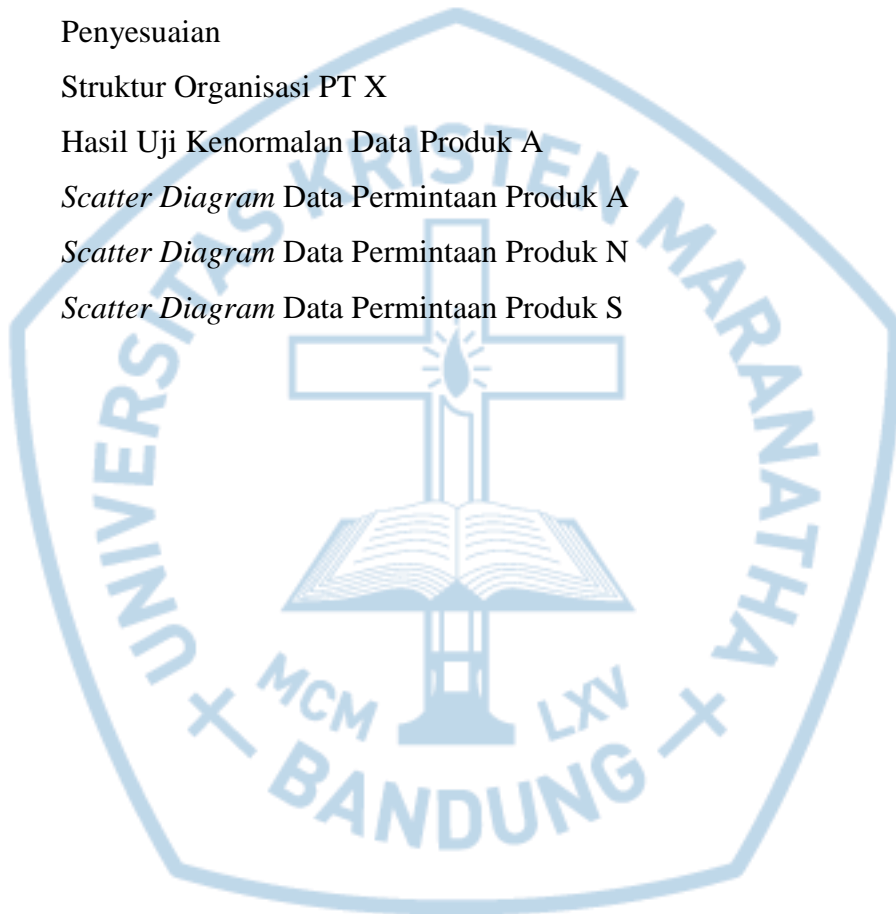 Penyesuaian
Struktur Organisasi PT X
Hasil Uji Kenormalan Data Produk A
Scatter Diagram Data Permintaan Produk A
Scatter Diagram Data Permintaan Produk N
Scatter Diagram Data Permintaan Produk S
UNIVERSITAS KRISTEN MARANATHA
MCM LXV
+ BANDUNG +